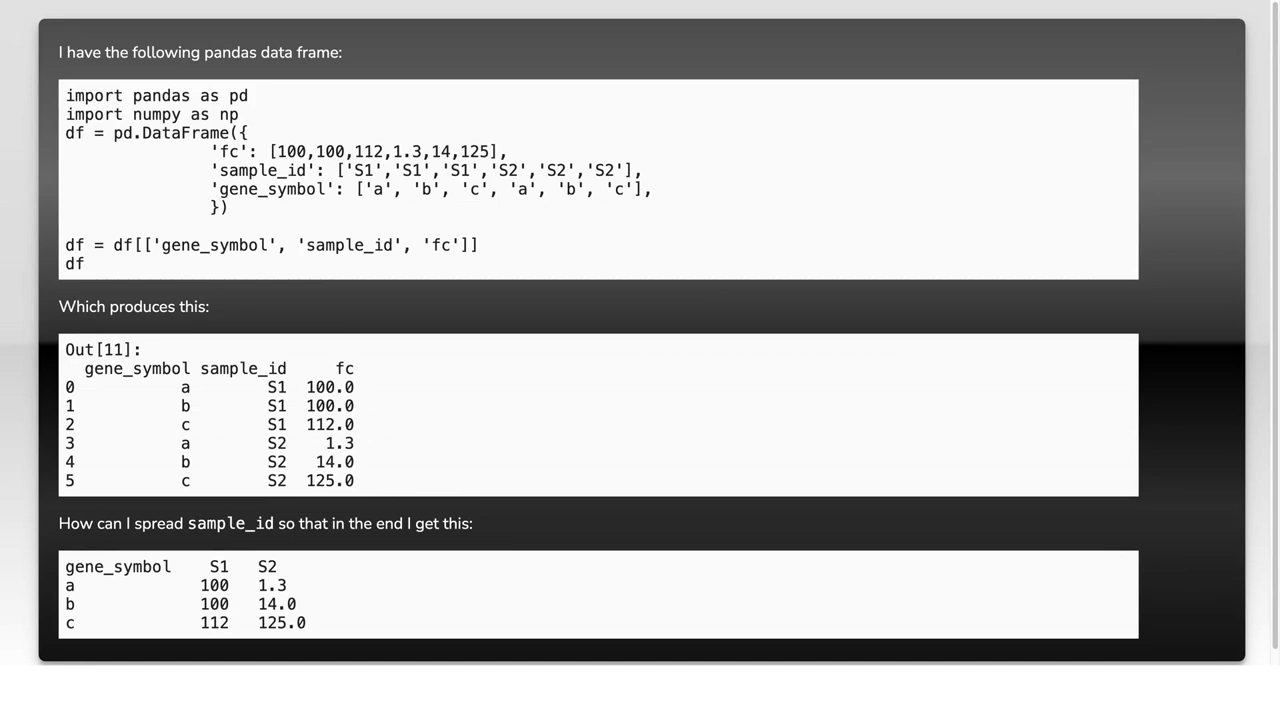 I have the following pandas data frame:
import pandas as pd
import numpy as np
df = pd.DataFrame({
'fc': [100,100,112,1.3,14,125],
'sample_id': ['S1','S1','S1','S2','S2','S2'],
'gene_symbol': ['a', 'b', 'c', 'a', 'b', 'c'],
})
df = df[['gene_symbol', 'sample_id', 'fc']]
df
Which produces this:
Out[11]:
gene_symbol sample_id fc
0 a S1 100.0
1 b S1 100.0
2 c S1 112.0
3 a S2 1.3
4 b S2 14.0
5 c S2 125.0
How can I spread sample_id so that in the end I get this:
gene_symbol S1 S2
a 100 1.3
b 100 14.0
c 112 125.0